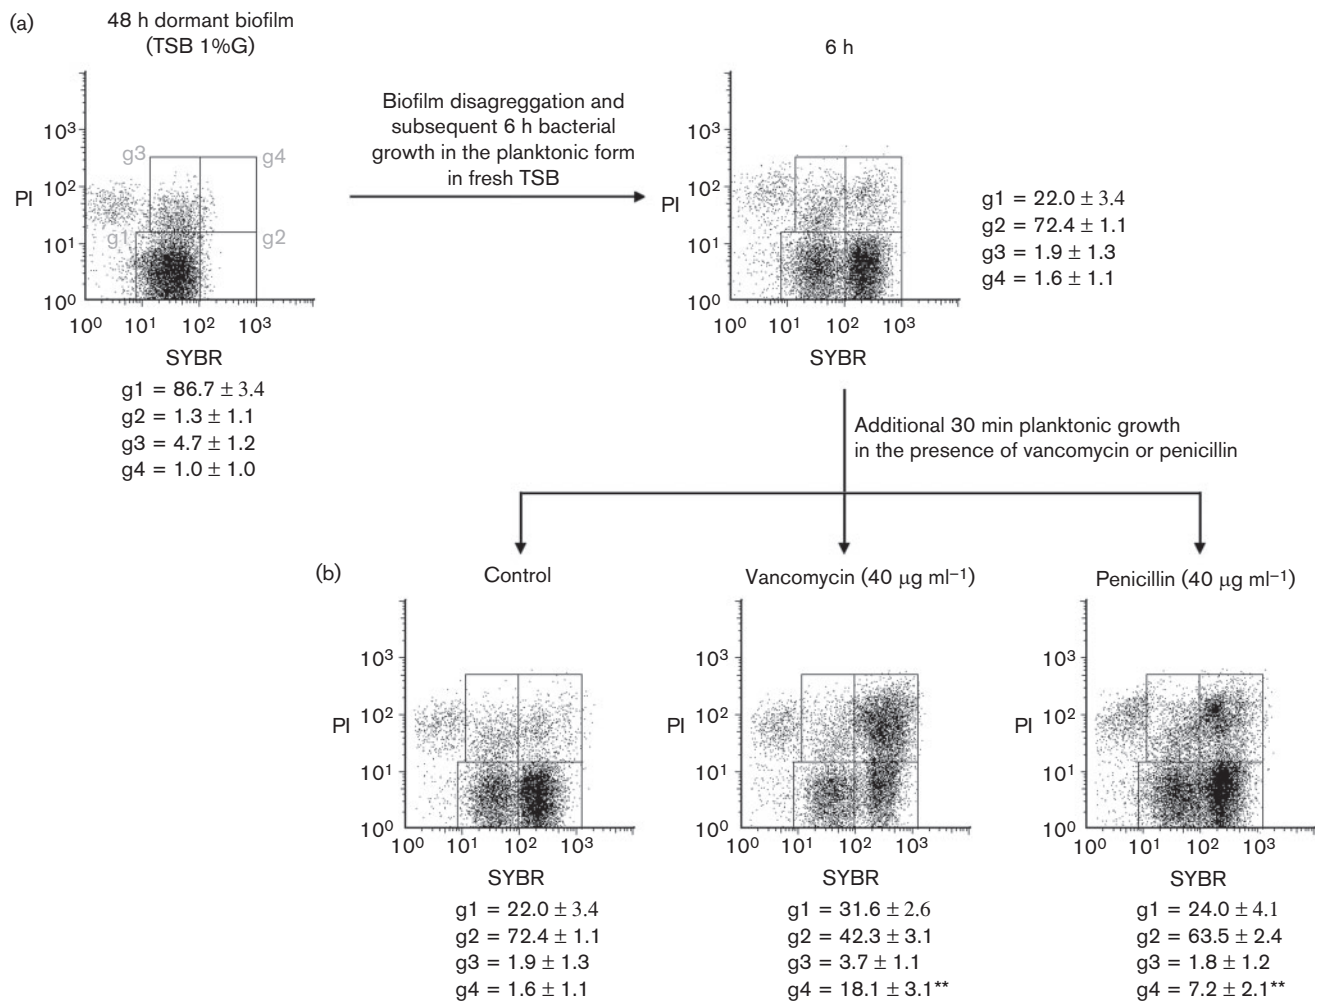 (a)
48 h dormant biofilm
(TSB 1%G)
10³
10²
10¹
10⁰
PI
g3
g4
g1
g2
10⁰ 10¹ 10² 10³
SYBR
g1 = 86.7 ± 3.4
g2 = 1.3 ± 1.1
g3 = 4.7 ± 1.2
g4 = 1.0 ± 1.0
Biofilm disagreggation and
subsequent 6 h bacterial
growth in the planktonic form
in fresh TSB
6 h
10³
10²
10¹
10⁰
PI
10⁰ 10¹ 10² 10³
SYBR
g1 = 22.0 ± 3.4
g2 = 72.4 ± 1.1
g3 = 1.9 ± 1.3
g4 = 1.6 ± 1.1
Additional 30 min planktonic growth
in the presence of vancomycin or penicillin
(b)
Control
10³
10²
10¹
10⁰
PI
10⁰ 10¹ 10² 10³
SYBR
g1 = 22.0 ± 3.4
g2 = 72.4 ± 1.1
g3 = 1.9 ± 1.3
g4 = 1.6 ± 1.1
Vancomycin (40 µg ml⁻¹)
10³
10²
10¹
10⁰
PI
10⁰ 10¹ 10² 10³
SYBR
g1 = 31.6 ± 2.6
g2 = 42.3 ± 3.1
g3 = 3.7 ± 1.1
g4 = 18.1 ± 3.1**
Penicillin (40 µg ml⁻¹)
10³
10²
10¹
10⁰
PI
10⁰ 10¹ 10² 10³
SYBR
g1 = 24.0 ± 4.1
g2 = 63.5 ± 2.4
g3 = 1.8 ± 1.2
g4 = 7.2 ± 2.1**